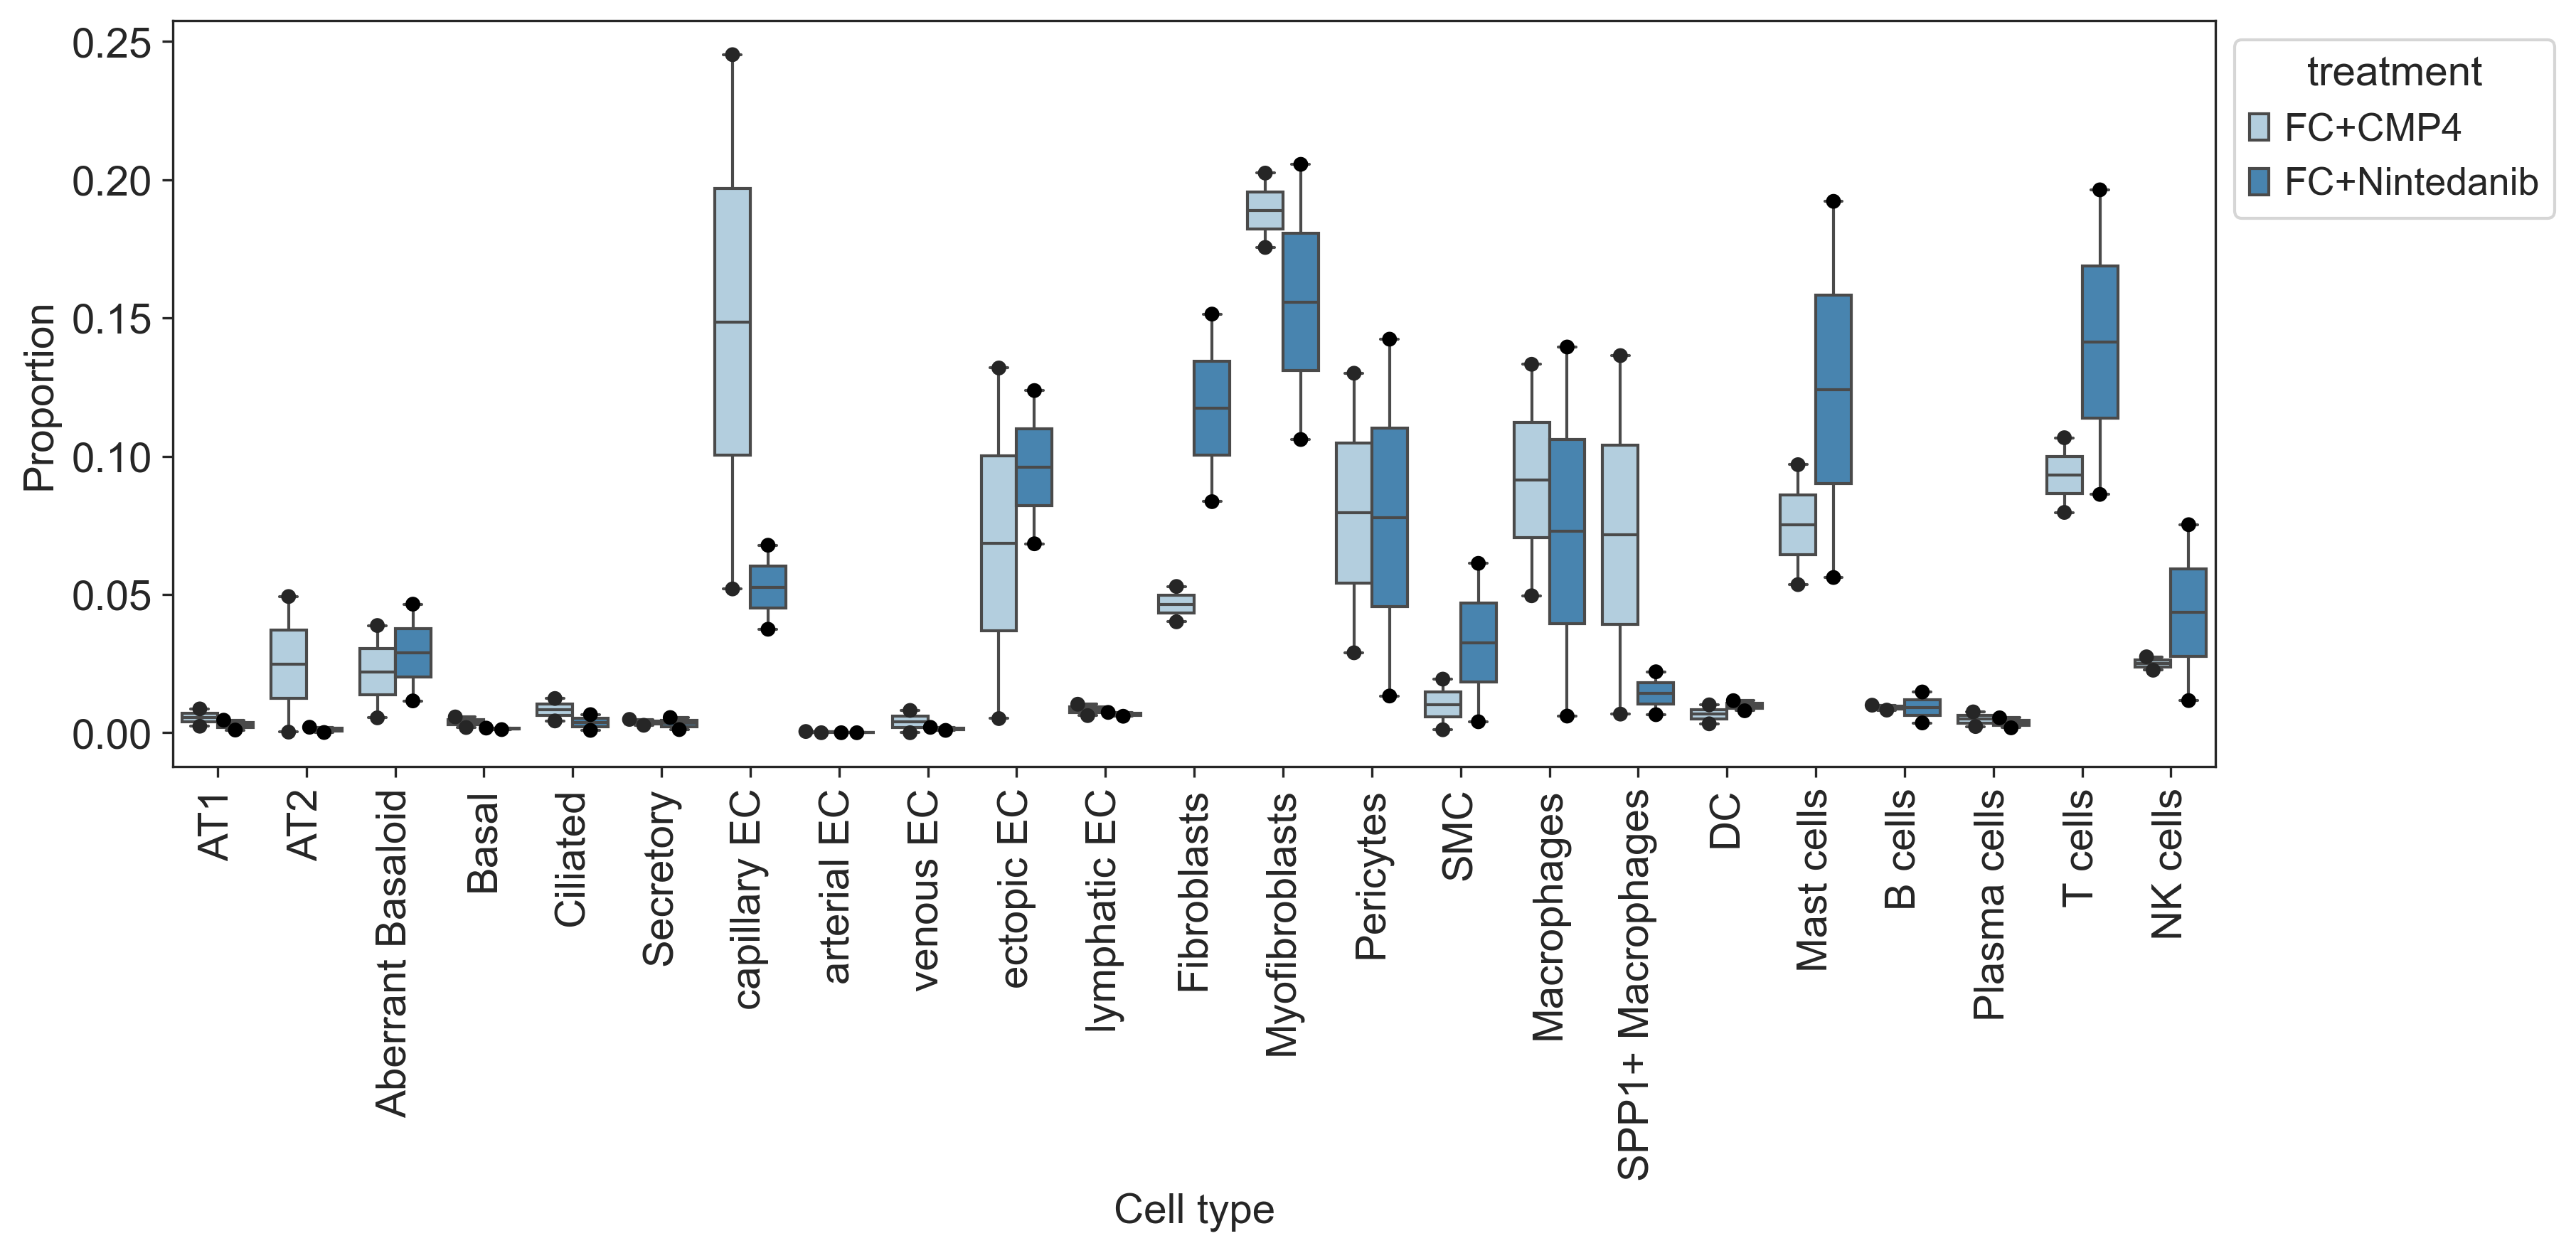 0.25
0.20
0.15
0.10
0.05
0.00
Proportion
treatment
FC+CMP4
FC+Nintedanib
AT1
AT2
Aberrant Basaloid
Basal
Ciliated
Secretory
capillary EC
arterial EC
venous EC
ectopic EC
lymphatic EC
Fibroblasts
Myofibroblasts
Pericytes
SMC
Macrophages
SPP1+ Macrophages
DC
Mast cells
B cells
Plasma cells
T cells
NK cells
Cell type